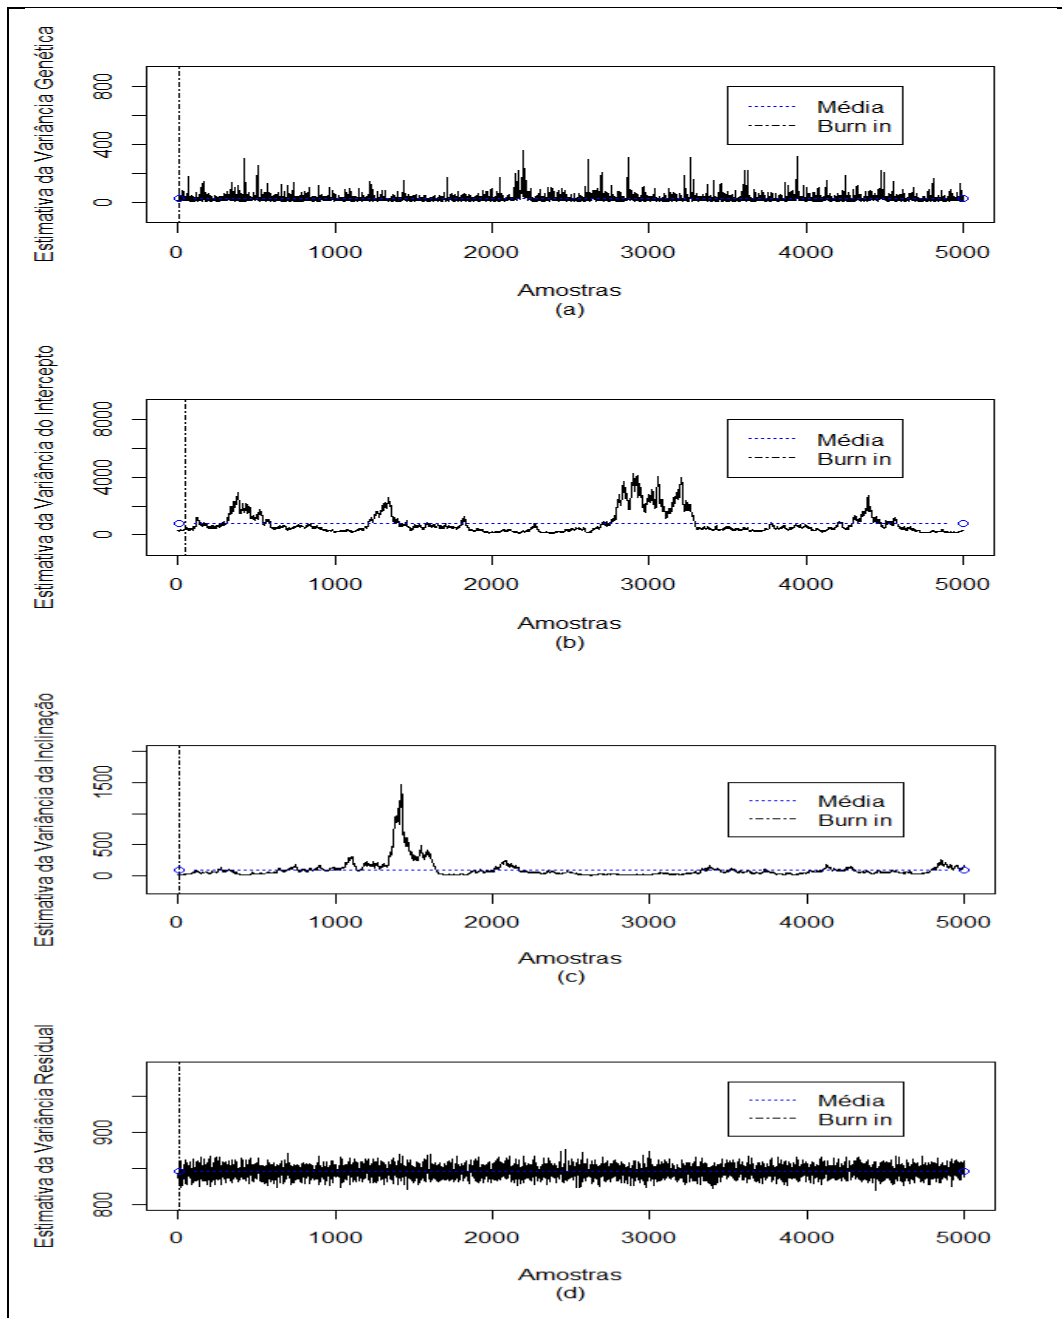 Estimativa da Variância Genética
800
400
0
Média
Burn in
0 1000 2000 3000 4000 5000
Amostras
(a)
Estimativa da Variância do Intercepto
8000
4000
0
Média
Burn in
0 1000 2000 3000 4000 5000
Amostras
(b)
Estimativa da Variância da Inclinação
1500
500
0
Média
Burn in
0 1000 2000 3000 4000 5000
Amostras
(c)
Estimativa da Variância Residual
900
800
Média
Burn in
0 1000 2000 3000 4000 5000
Amostras
(d)